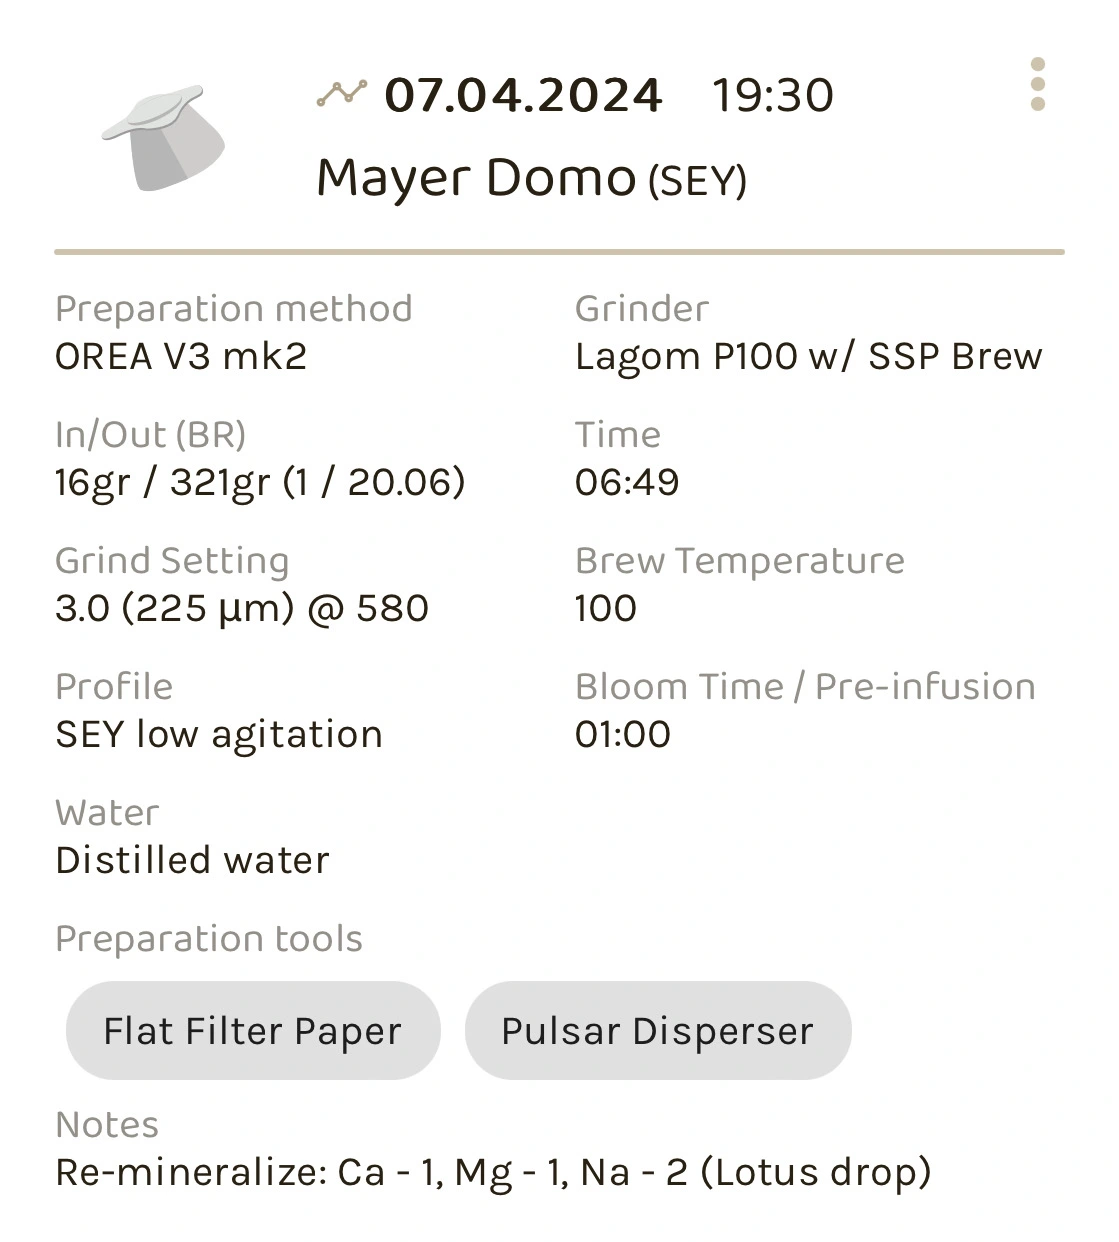 07.04.2024 19:30
Mayer Domo (SEY)
Preparation method
OREA V3 mk2
Grinder
Lagom P100 w/ SSP Brew
In/Out (BR)
16gr / 321gr (1 / 20.06)
Time
06:49
Grind Setting
3.0 (225 µm) @ 580
Brew Temperature
100
Profile
SEY low agitation
Bloom Time / Pre-infusion
01:00
Water
Distilled water
Preparation tools
Flat Filter Paper
Pulsar Disperser
Notes
Re-mineralize: Ca - 1, Mg - 1, Na - 2 (Lotus drop)